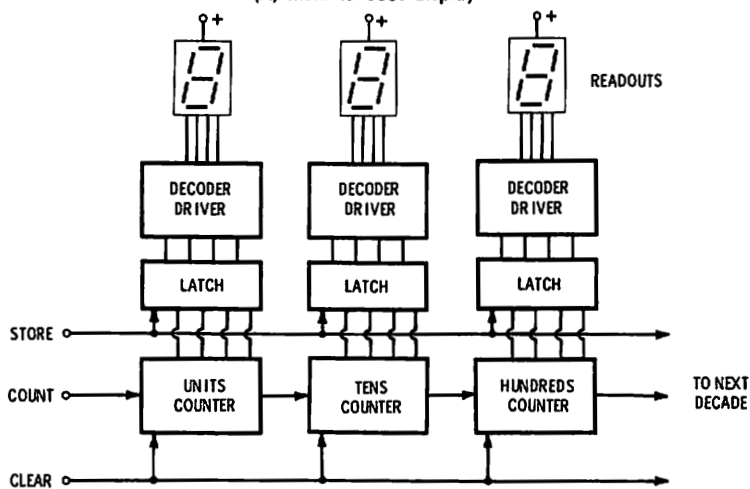 + + +
READOUTS
DECODER DRIVER
DECODER DRIVER
DECODER DRIVER
LATCH
LATCH
LATCH
STORE
COUNT
UNITS COUNTER
TENS COUNTER
HUNDREDS COUNTER
TO NEXT DECADE
CLEAR